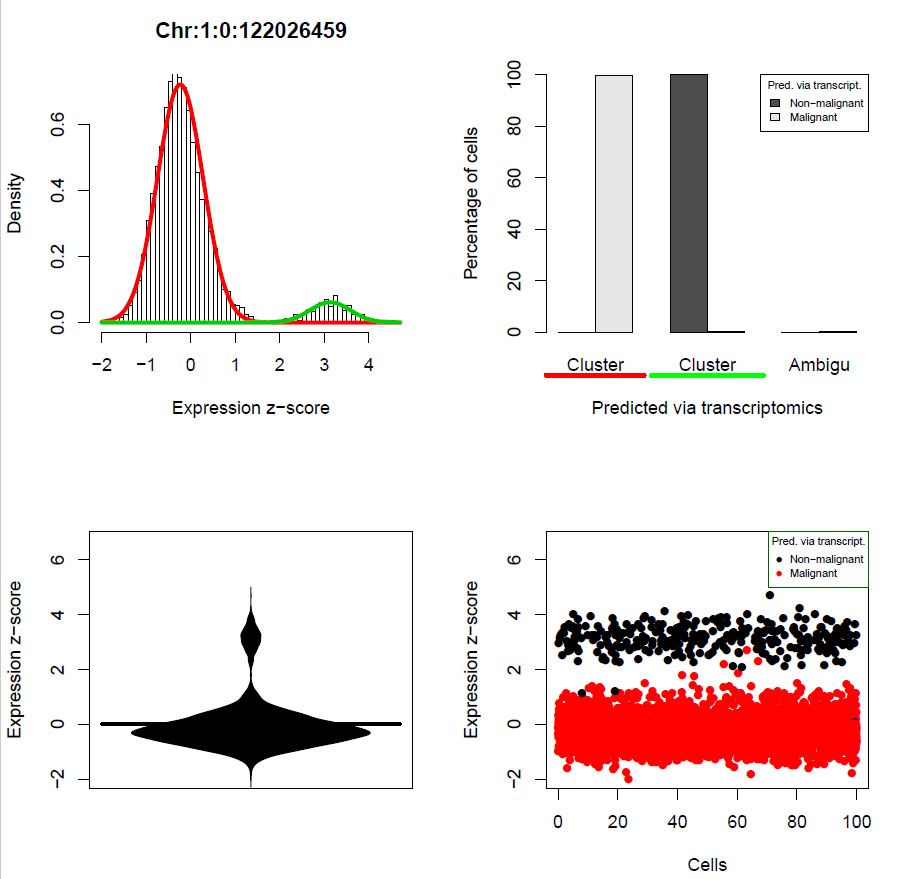 Chr:1:0:122026459
Density
0.0 0.2 0.4 0.6
−2 −1 0 1 2 3 4
Expression z−score
Percentage of cells
0 20 40 60 80 100
Pred. via transcript.
Non−malignant
Malignant
Cluster Cluster Ambigu
Predicted via transcriptomics
Expression z−score
−2 0 2 4 6
Expression z−score
−2 0 2 4 6
Pred. via transcript.
Non−malignant
Malignant
0 20 40 60 80 100
Cells